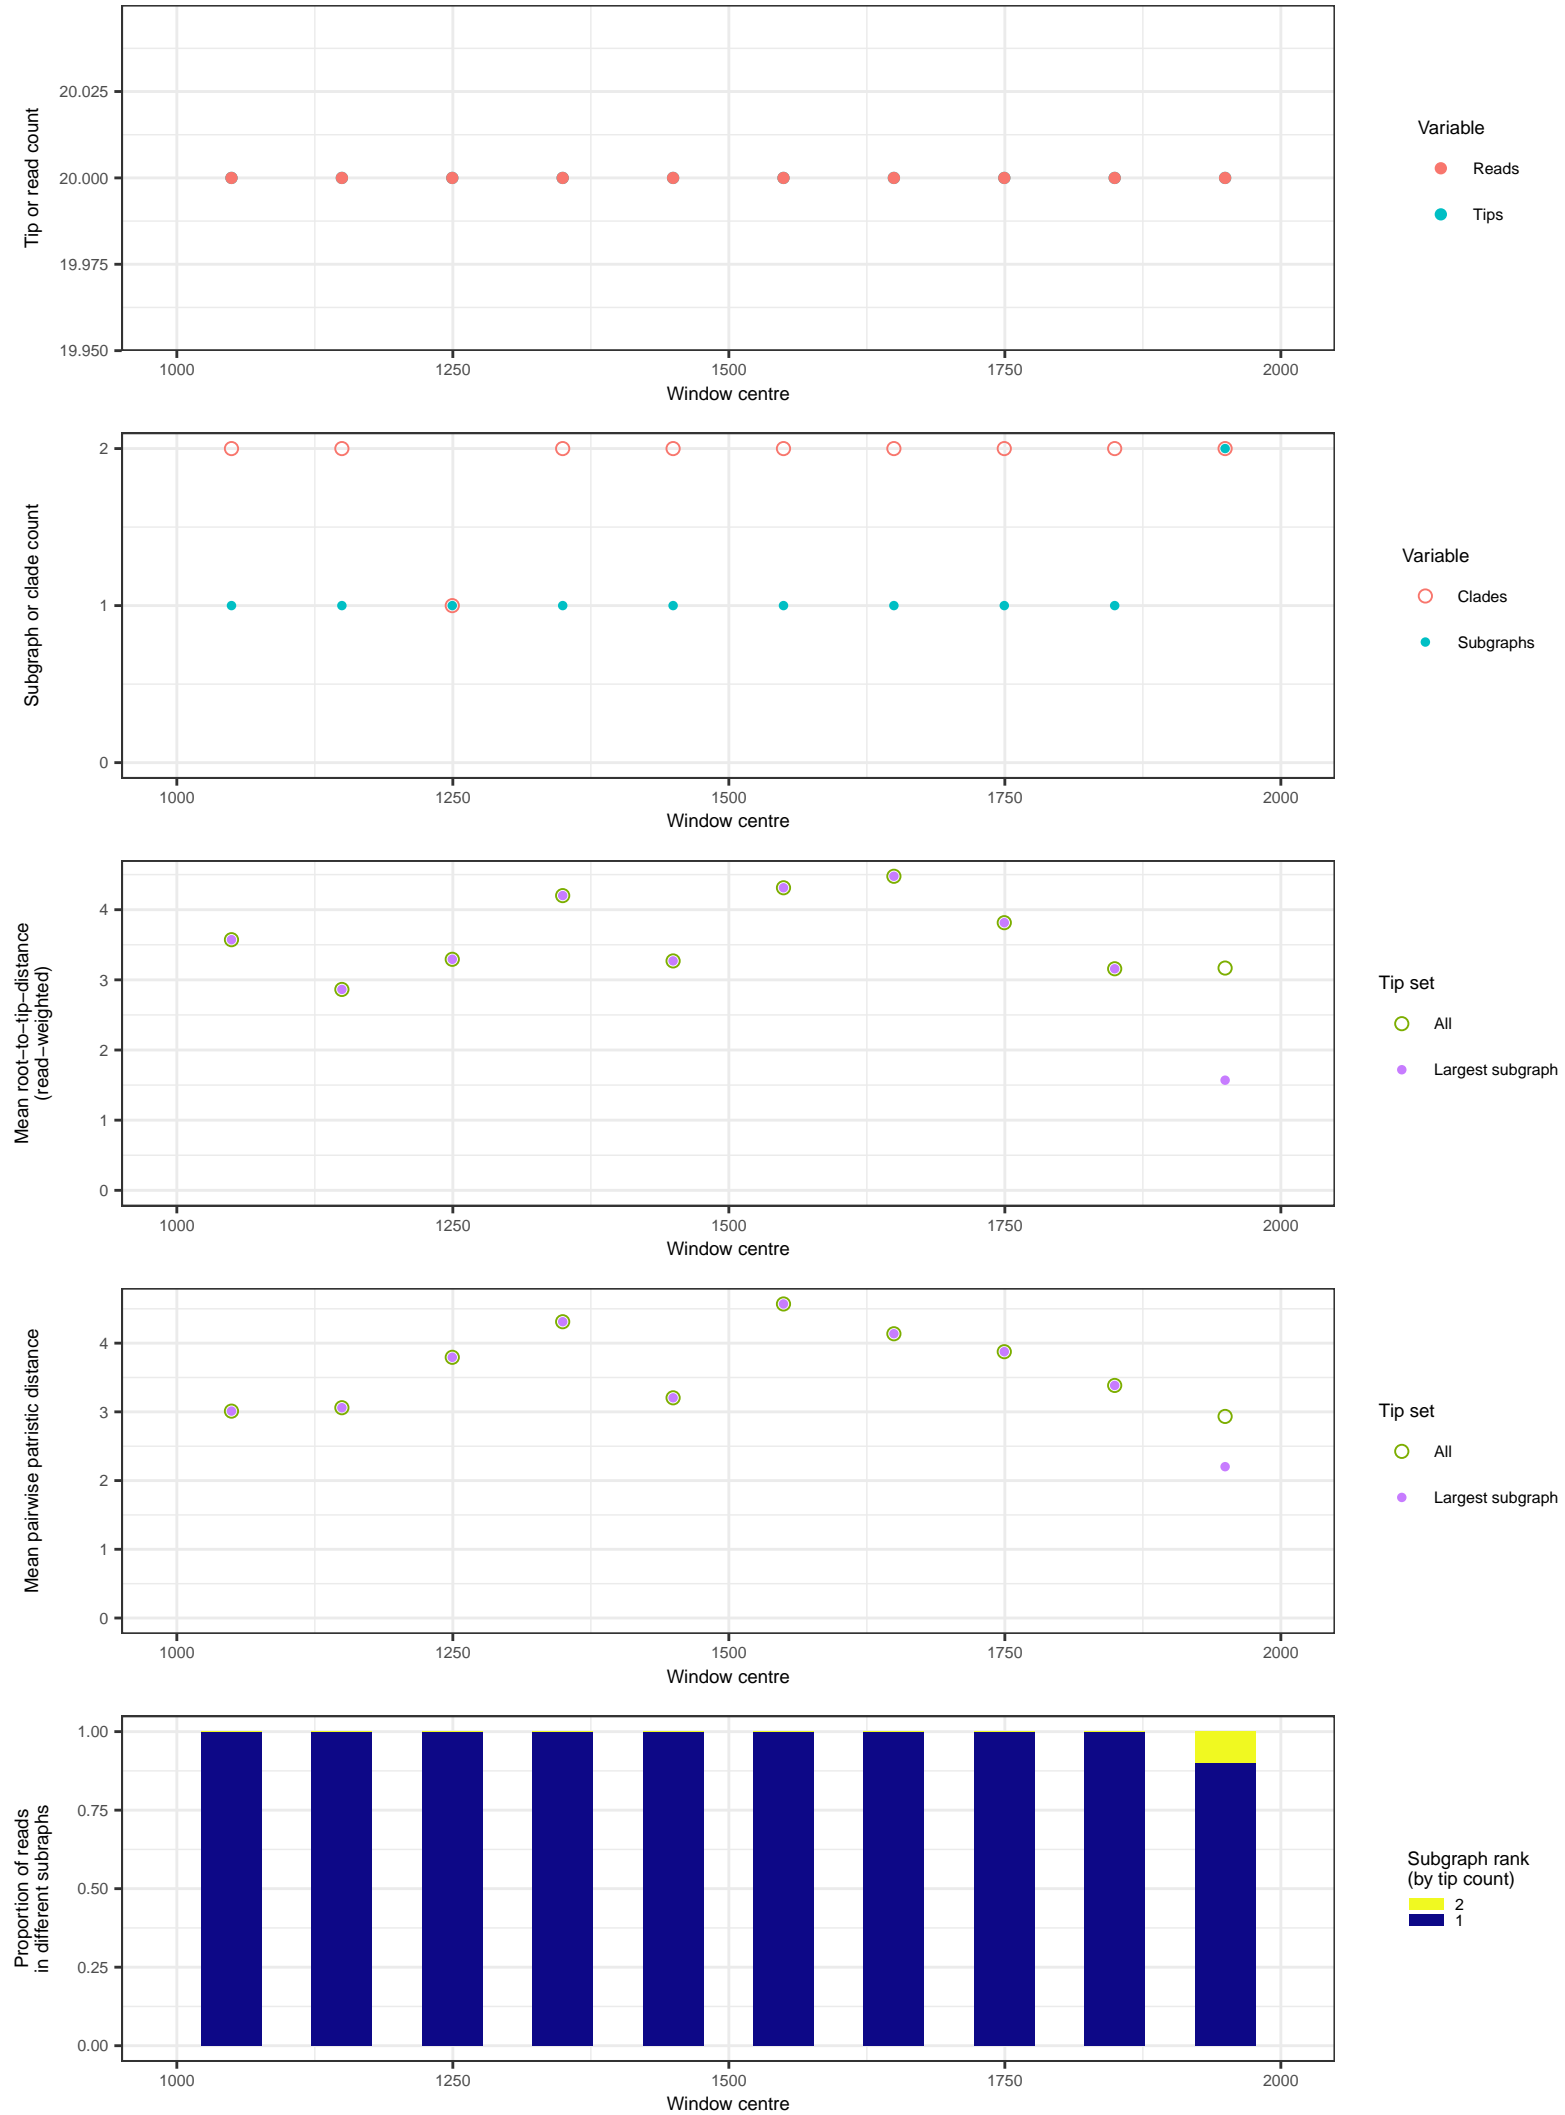 Tip or read count
20.025
20.000
19.975
19.950
1000
1250
1500
1750
2000
Window centre
Variable
Reads
Tips
Subgraph or clade count
2
1
0
1000
1250
1500
1750
2000
Window centre
Variable
Clades
Subgraphs
Mean root−to−tip−distance
(read−weighted)
4
3
2
1
0
1000
1250
1500
1750
2000
Window centre
Tip set
All
Largest subgraph
Mean pairwise patristic distance
4
3
2
1
0
1000
1250
1500
1750
2000
Window centre
Tip set
All
Largest subgraph
Proportion of reads
in different subraphs
1.00
0.75
0.50
0.25
0.00
1000
1250
1500
1750
2000
Window centre
Subgraph rank
(by tip count)
2
1